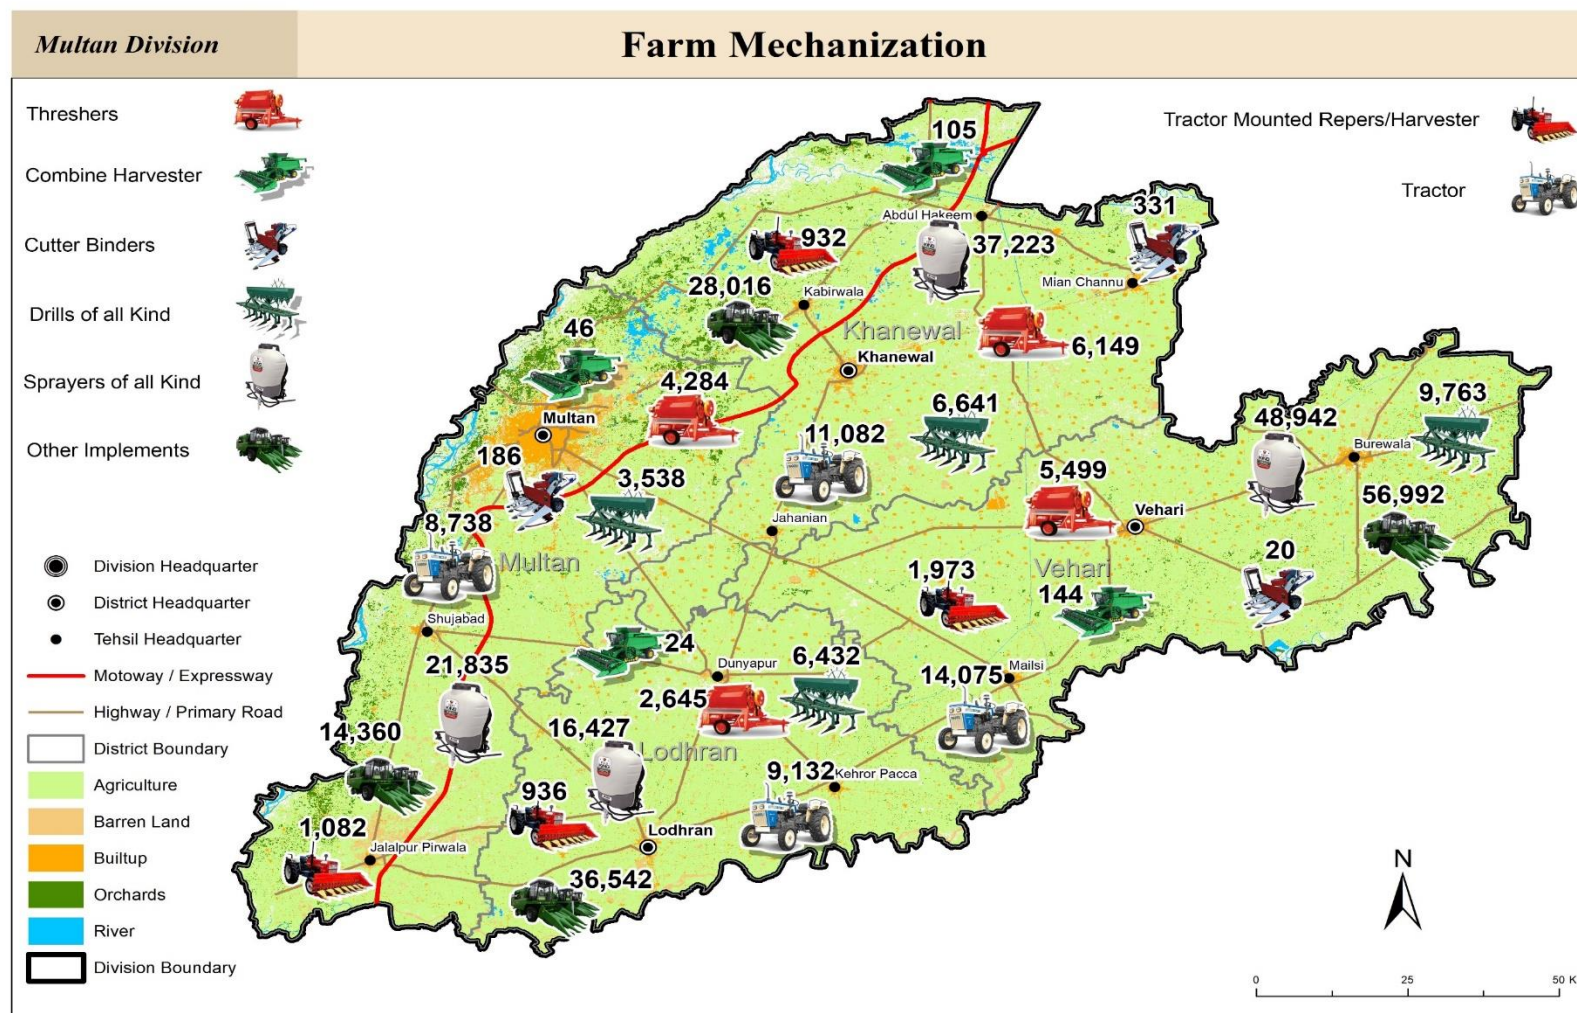 Multan Division
Farm Mechanization
Threshers
Combine Harvester
Cutter Binders
Drills of all Kind
Sprayers of all Kind
Other Implements
Tractor Mounted Repers/Harvester
Tractor
Division Headquarter
District Headquarter
Tehsil Headquarter
Motoway / Expressway
Highway / Primary Road
District Boundary
Agriculture
Barren Land
Builtup
Orchards
River
Division Boundary
105
Abdul Hakeem
331
932
37,223
28,016
Mian Channu
Kabirwala
46
Khanewal
6,149
Khanewal
4,284
Multan
11,082
6,641
48,942
9,763
Burewala
186
3,538
5,499
56,992
8,738
Jahanian
Vehari
Multan
1,973
Vehari
20
144
Shujabad
24
Dunyapur
6,432
14,075
Mailsi
21,835
2,645
14,360
16,427
Lodhran
9,132
Kehror Pacca
936
1,082
Jalalpur Pirwala
Lodhran
36,542
N
0 25 50 K